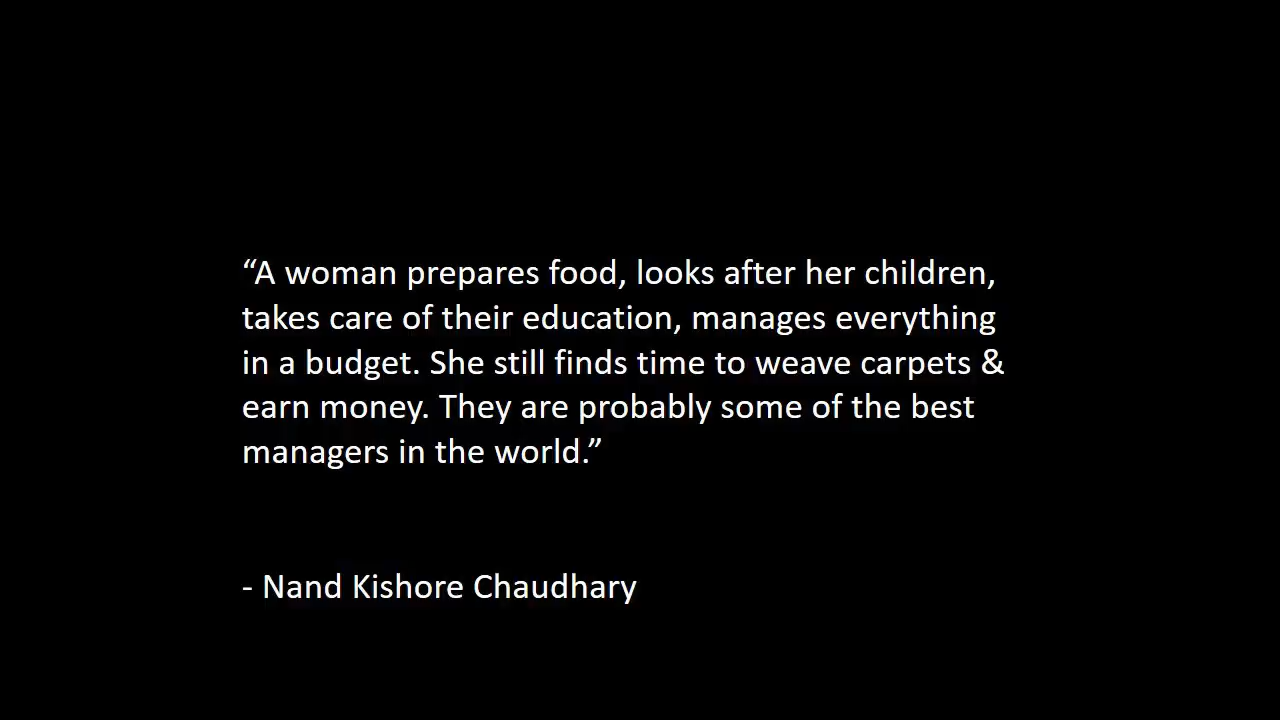 “A woman prepares food, looks after her children,
takes care of their education, manages everything
in a budget. She still finds time to weave carpets &
earn money. They are probably some of the best
managers in the world.”
- Nand Kishore Chaudhary